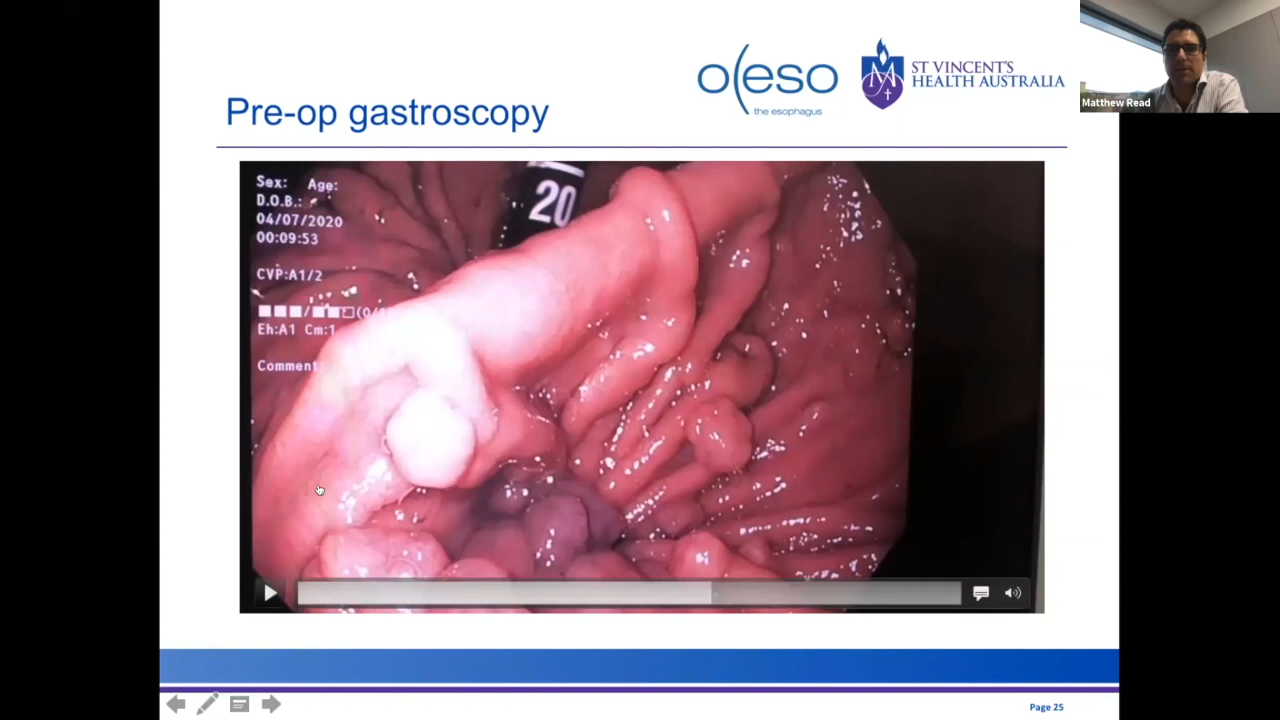 Pre-op gastroscopy
o(eso
the esophagus
ST VINCENT'S
HEALTH AUSTRALIA
Matthew Read
Sex: Age:
D.O.B.:
04/07/2020
00:09:53
CVP:A1/2
Eh:A1 Cm:1
Comment
20
Page 25